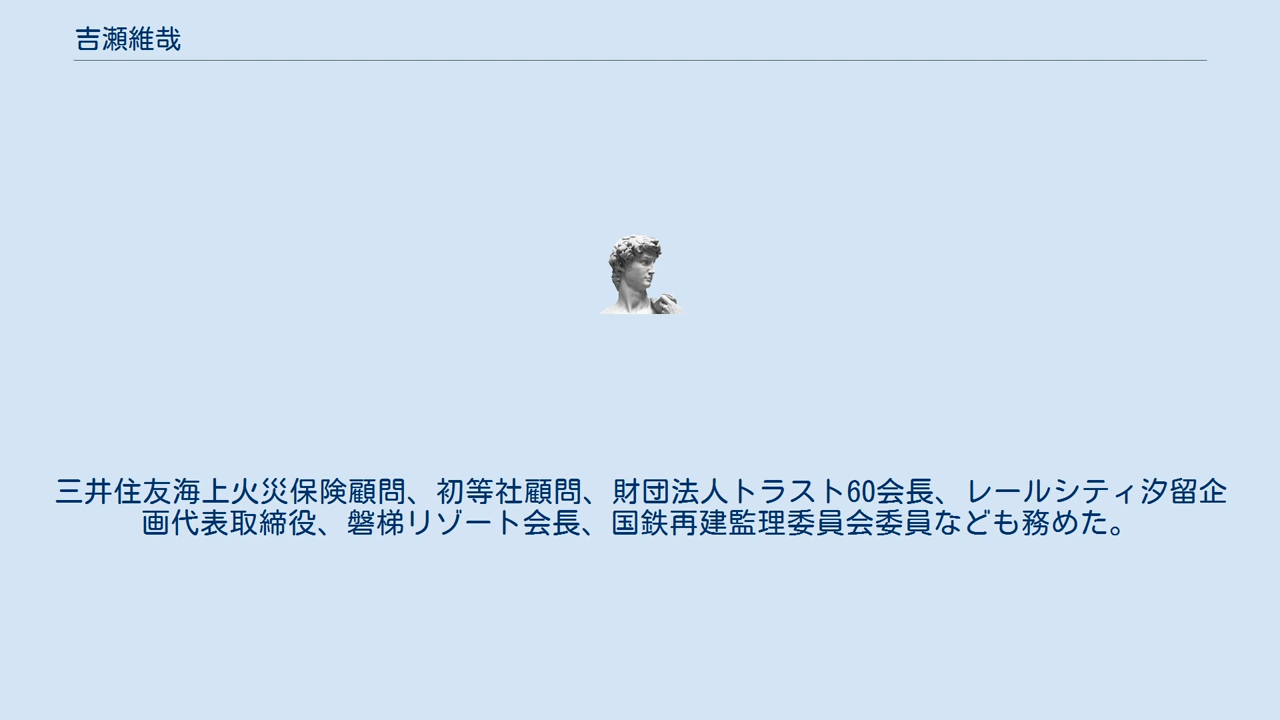 吉瀬維哉
三井住友海上火災保険顧問、初等社顧問、財団法人トラスト60会長、レールシティ汐留企
画代表取締役、磐梯リゾート会長、国鉄再建監理委員会委員なども務めた。